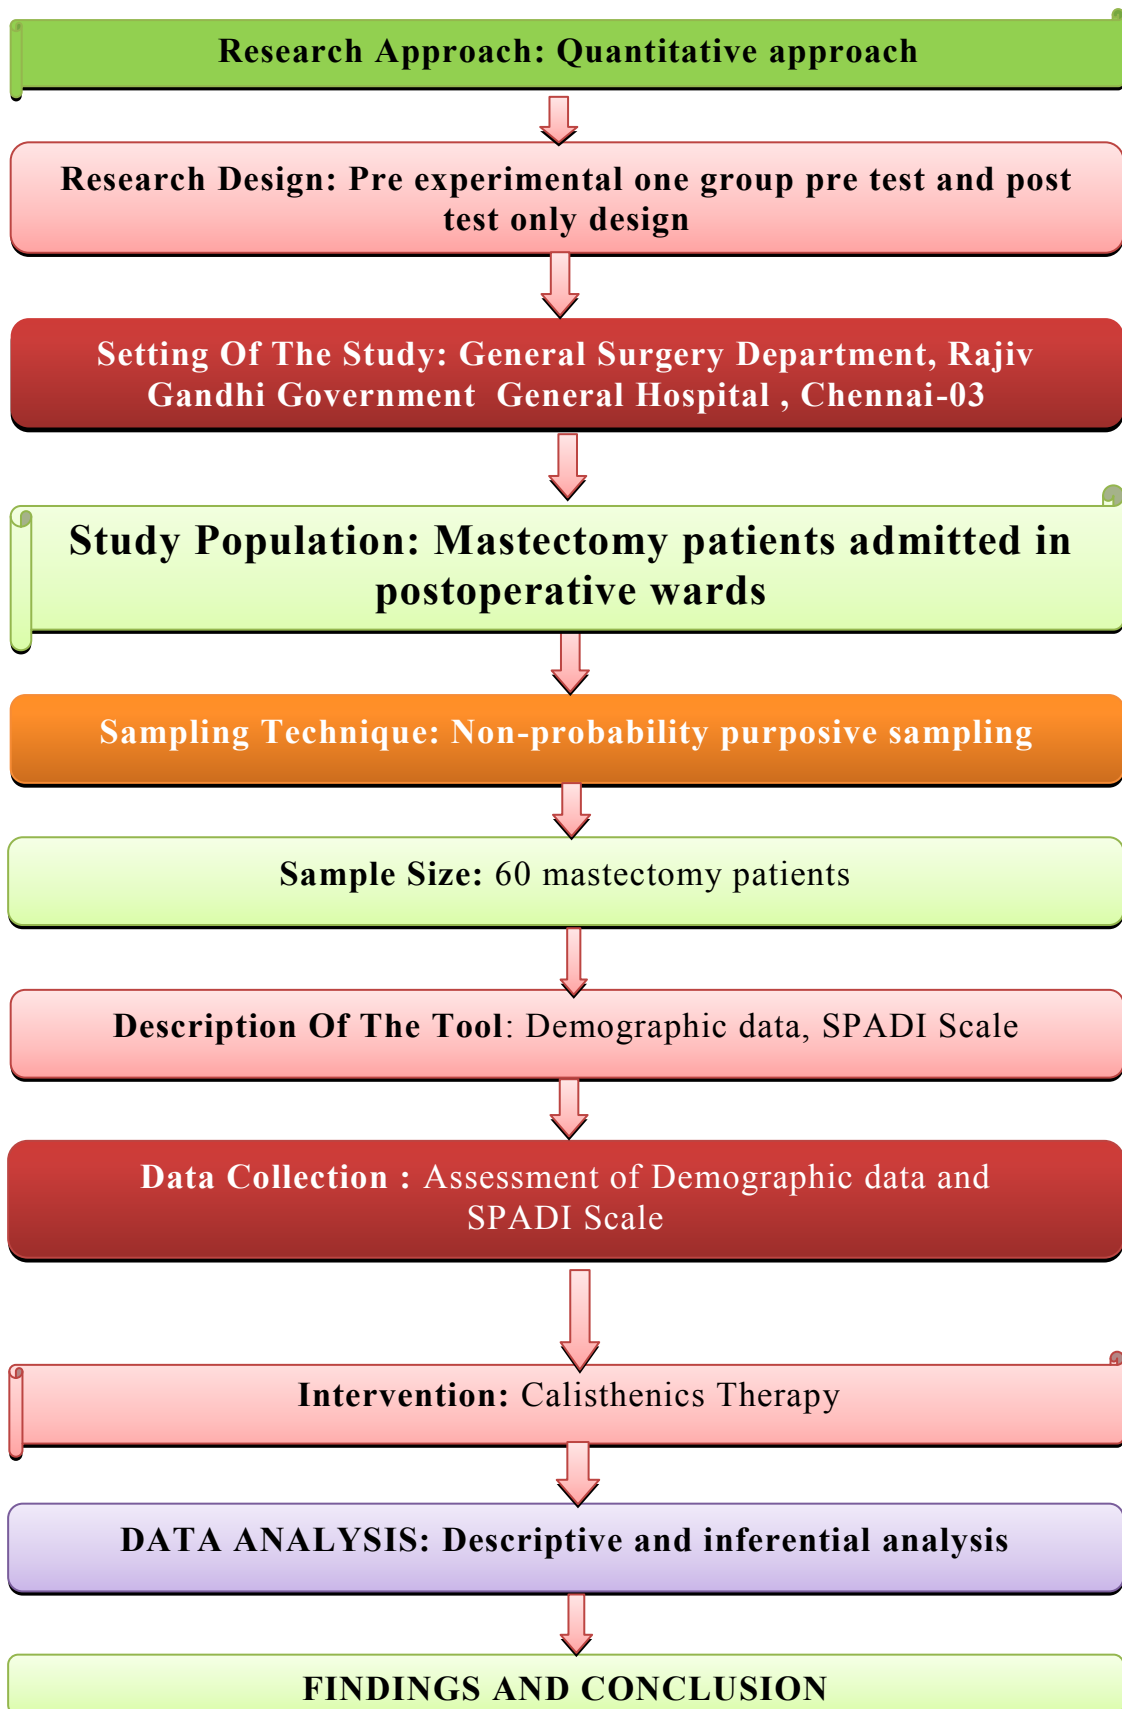 Research Approach: Quantitative approach
Research Design: Pre experimental one group pre test and post
test only design
Setting Of The Study: General Surgery Department, Rajiv
Gandhi Government  General Hospital , Chennai-03
Study Population: Mastectomy patients admitted in
postoperative wards
Sampling Technique: Non-probability purposive sampling
Sample Size: 60 mastectomy patients
Description Of The Tool: Demographic data, SPADI Scale
Data Collection : Assessment of Demographic data and
SPADI Scale
Intervention: Calisthenics Therapy
DATA ANALYSIS: Descriptive and inferential analysis
FINDINGS AND CONCLUSION